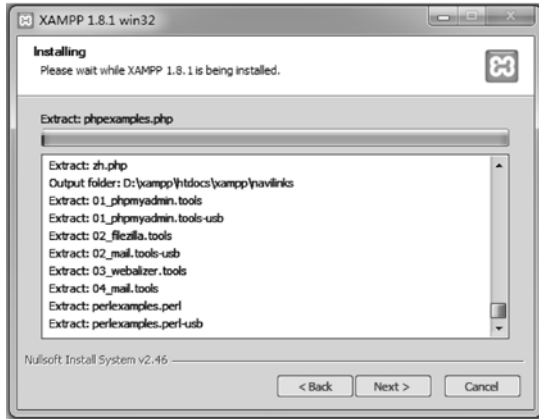 XAMPP 1.8.1 win32
Installing
Please wait while XAMPP 1.8.1 is being installed.
Extract: phpexamples.php
Extract: zh.php
Output folder: D:\xampp\htdocs\xampp\navilinks
Extract: 01_phpmyadmin.tools
Extract: 01_phpmyadmin.tools-usb
Extract: 02_filezilla.tools
Extract: 02_mail.tools-usb
Extract: 03_webalizer.tools
Extract: 04_mail.tools
Extract: perlexamples.perl
Extract: perlexamples.perl-usb
Nullsoft Install System v2.46
< Back Next > Cancel